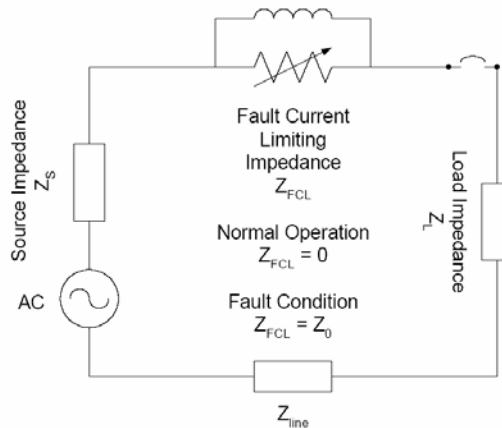 Source Impedance
Z_S
AC
Fault Current
Limiting
Impedance
Z_FCL
Normal Operation
Z_FCL = 0
Fault Condition
Z_FCL = Z_0
Load Impedance
Z_L
Z_line